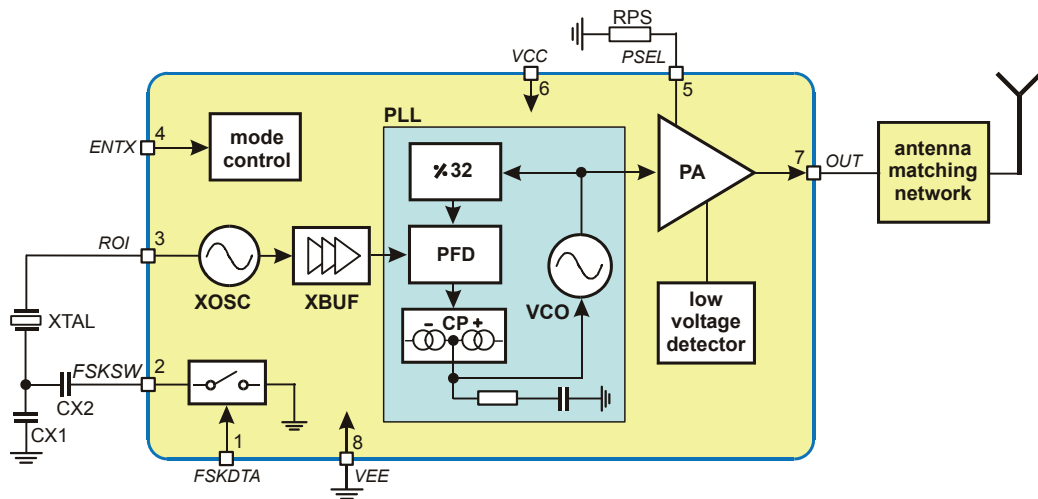 RPS
VCC
PSEL
6
5
PLL
ENTX
4
mode
control
٪32
PA
7
OUT
antenna
matching
network
ROI
3
PFD
XOSC
XBUF
VCO
low
voltage
detector
- CP +
XTAL
FSKSW
2
CX2
CX1
1
8
FSKDTA
VEE